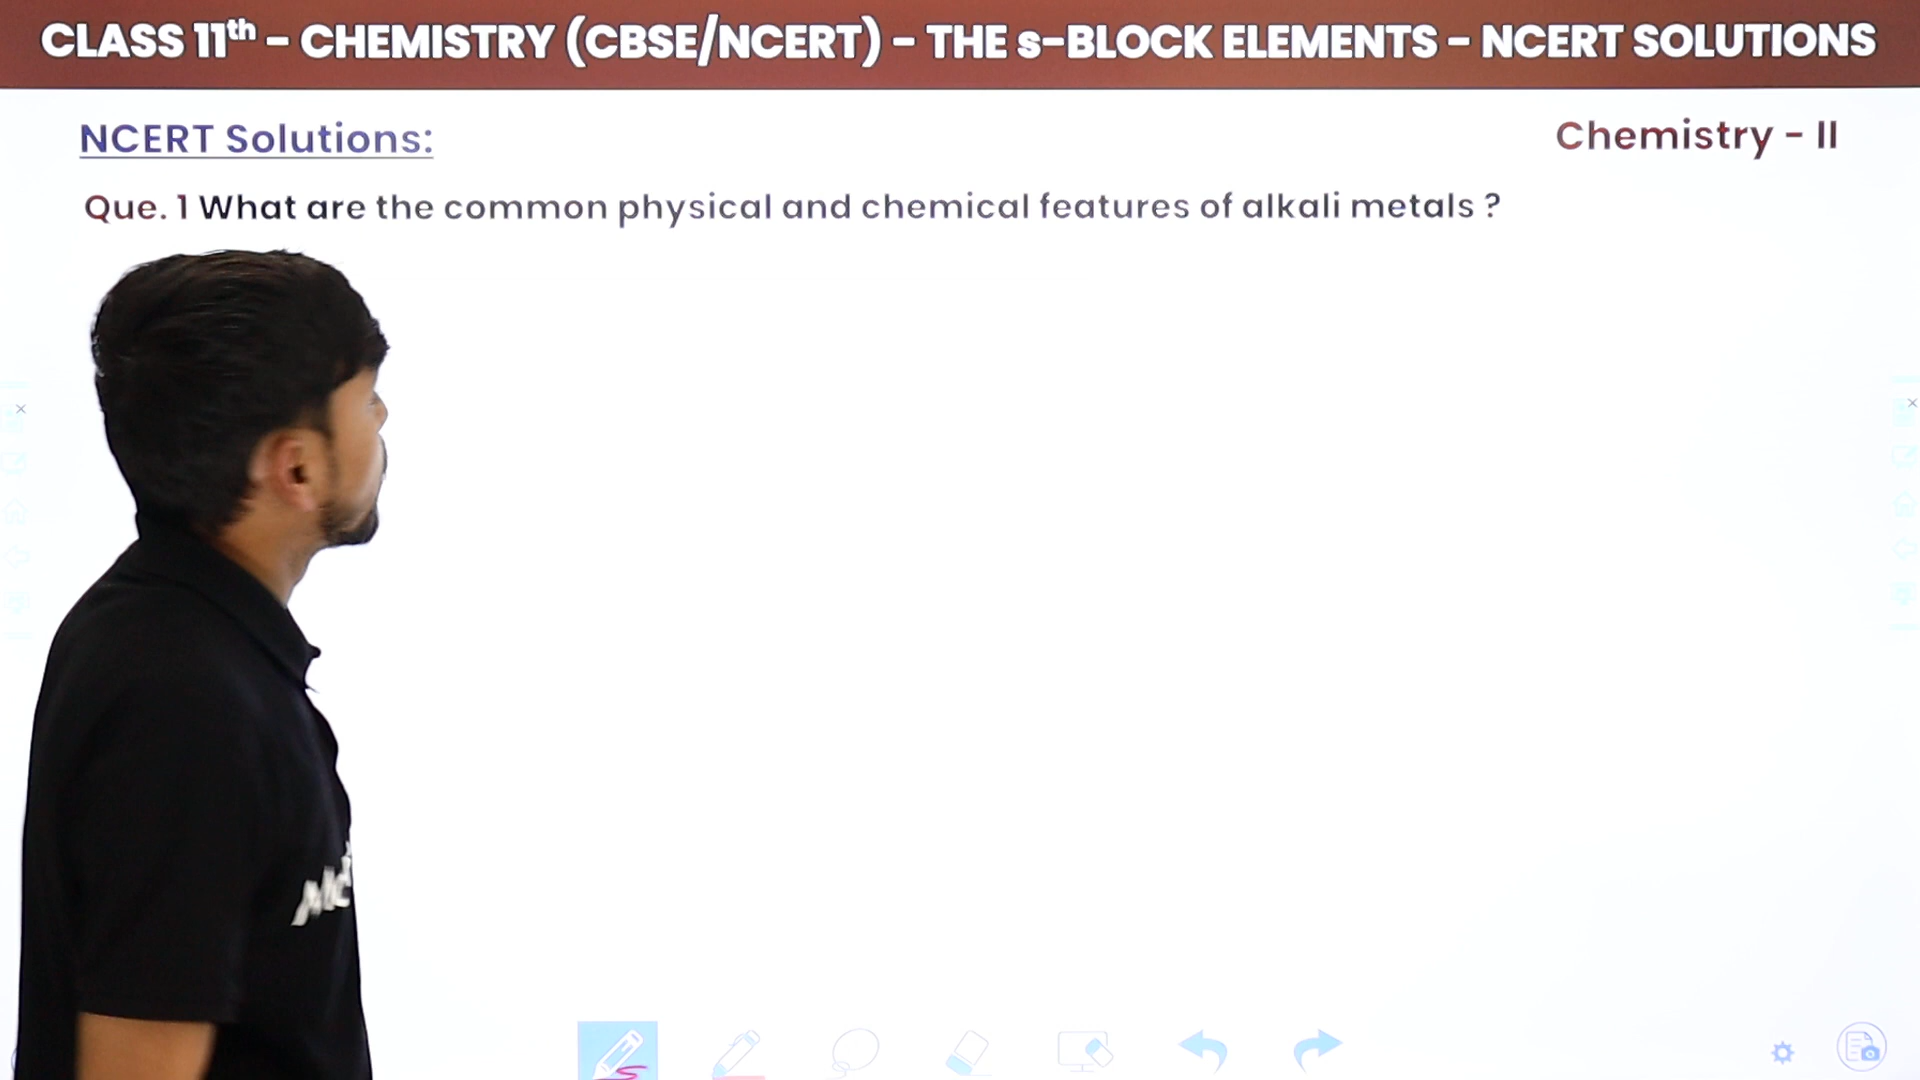 CLASS 11th - CHEMISTRY (CBSE/NCERT) - THE s-BLOCK ELEMENTS - NCERT SOLUTIONS
NCERT Solutions:
Chemistry - II
Que. 1 What are the common physical and chemical features of alkali metals ?